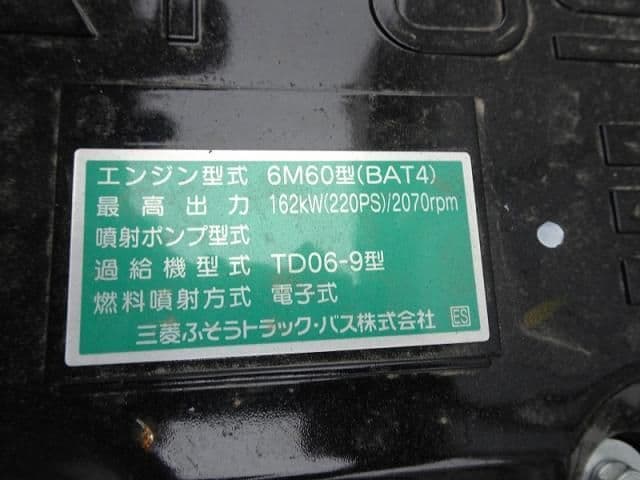 エンジン型式 6M60型(BAT4)
最高出力 162kW(220PS)/2070rpm
噴射ポンプ型式
過給機型式 TD06-9型
燃料噴射方式 電子式
三菱ふそうトラック・バス株式会社 ES